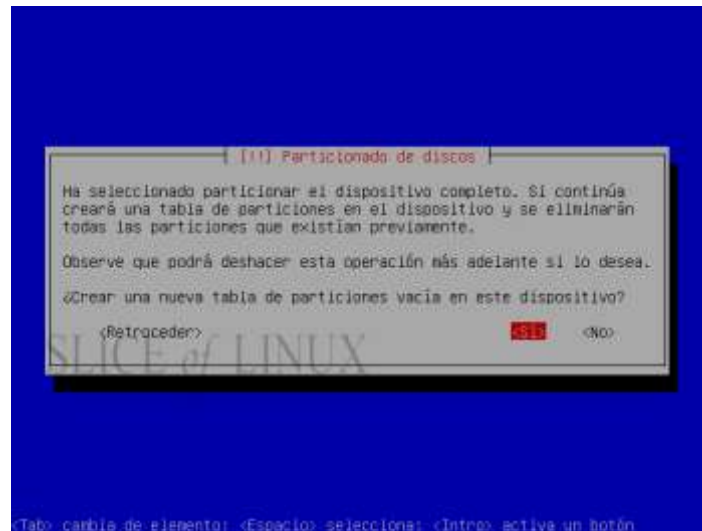 [!!] Particionado de discos
Ha seleccionado particionar el dispositivo completo. Si continúa
creará una tabla de particiones en el dispositivo y se eliminarán
todas las particiones que existían previamente.
Observe que podrá deshacer esta operación más adelante si lo desea.
¿Crear una nueva tabla de particiones vacía en este dispositivo?
<Retroceder> <Sí> <No>
SLICE of LINUX
<Tab> cambia de elemento; <Espacio> selecciona; <Intro> activa un botón